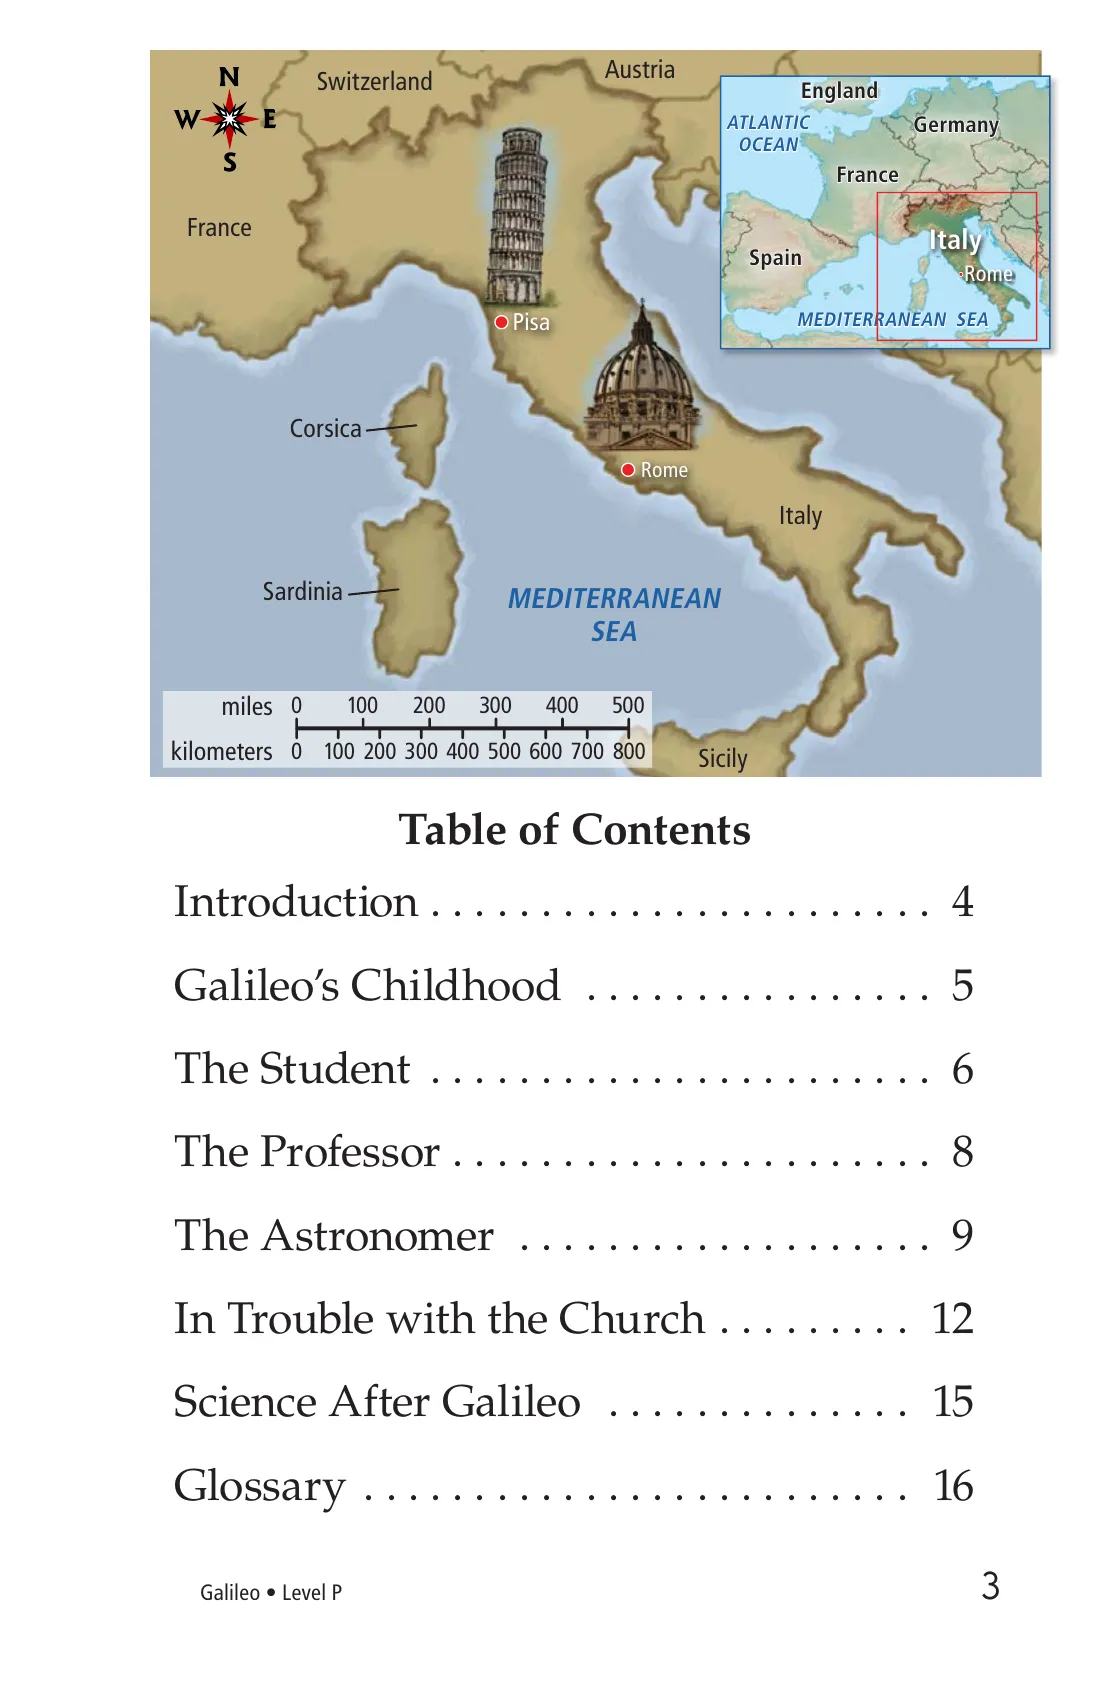 N
W E
S
Switzerland
Austria
France
Pisa
Corsica
Rome
Italy
Sardinia
MEDITERRANEAN
SEA
Sicily
miles 0 100 200 300 400 500
kilometers 0 100 200 300 400 500 600 700 800
England
ATLANTIC
OCEAN
Germany
France
Italy
Spain
Rome
MEDITERRANEAN SEA
Table of Contents
Introduction . . . . . . . . . . . . . . . . . . . . . . . 4
Galileo’s Childhood . . . . . . . . . . . . . . . . 5
The Student . . . . . . . . . . . . . . . . . . . . . . . 6
The Professor . . . . . . . . . . . . . . . . . . . . . . 8
The Astronomer . . . . . . . . . . . . . . . . . . . 9
In Trouble with the Church . . . . . . . . . 12
Science After Galileo . . . . . . . . . . . . . . 15
Glossary . . . . . . . . . . . . . . . . . . . . . . . . . 16
Galileo • Level P
3